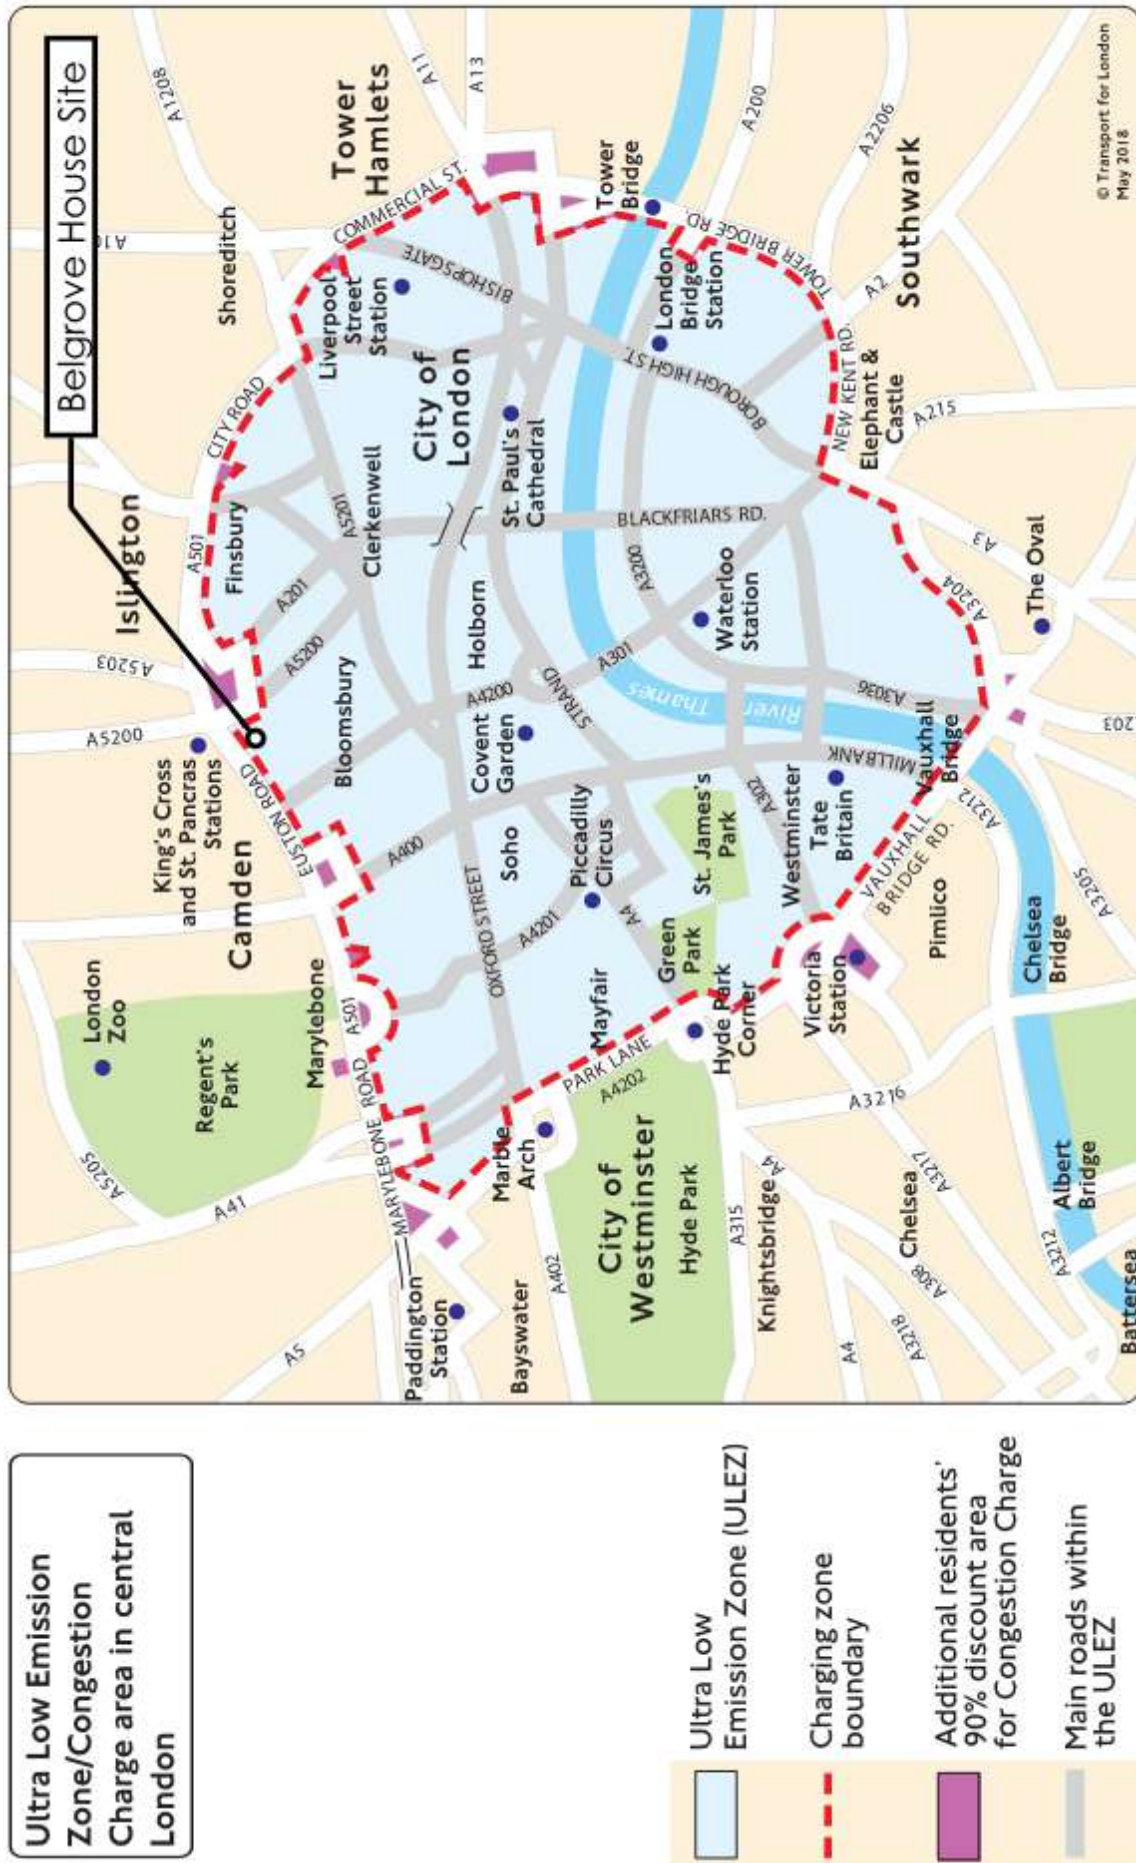 Ultra Low Emission
Zone/Congestion
Charge area in central
London
Ultra Low
Emission Zone (ULEZ)
Charging zone
boundary
Additional residents'
90% discount area
for Congestion Charge
Main roads within
the ULEZ
Belgrove House Site
London
Zoo
Regent's
Park
Camden
King's Cross
and St. Pancras
Stations
Islington
Shoreditch
Tower
Hamlets
A5205
A41
A5
A5200
A5203
A501
CITY ROAD
A10
A1208
A11
A13
COMMERCIAL ST.
Marylebone
A501
MARYLEBONE ROAD
EUSTON ROAD
Finsbury
A201
A5200
A5201
Clerkenwell
Bloomsbury
Liverpool
Street
Station
BISHOPSGATE
City of
London
Paddington
Station
Bayswater
A402
Marble
Arch
OXFORD STREET
A400
Soho
A4201
Covent
Garden
A4200
Holborn
STRAND
St. Paul's
Cathedral
Piccadilly
Circus
Mayfair
PARK LANE
A4202
A4
City of
Westminster
Hyde Park
Green
Park
St. James's
Park
Hyde Park
Corner
A301
Waterloo
Station
A3200
BLACKFRIARS RD.
BOROUGH HIGH ST.
London
Bridge
Station
Tower
Bridge
TOWER BRIDGE RD.
A200
A2206
A2
Southwark
NEW KENT RD.
Elephant &
Castle
A215
A3
A3204
The Oval
A3036
River
Thames
A302
Westminster
Tate
Britain
MILLBANK
Vauxhall
Bridge
VAUXHALL
BRIDGE RD.
Victoria
Station
Pimlico
A3212
A3205
203
Chelsea
Bridge
A315
Knightsbridge
A4
A3216
A3217
Chelsea
A308
A4
A3218
A3212
Albert
Bridge
Battersea
© Transport for London
May 2018